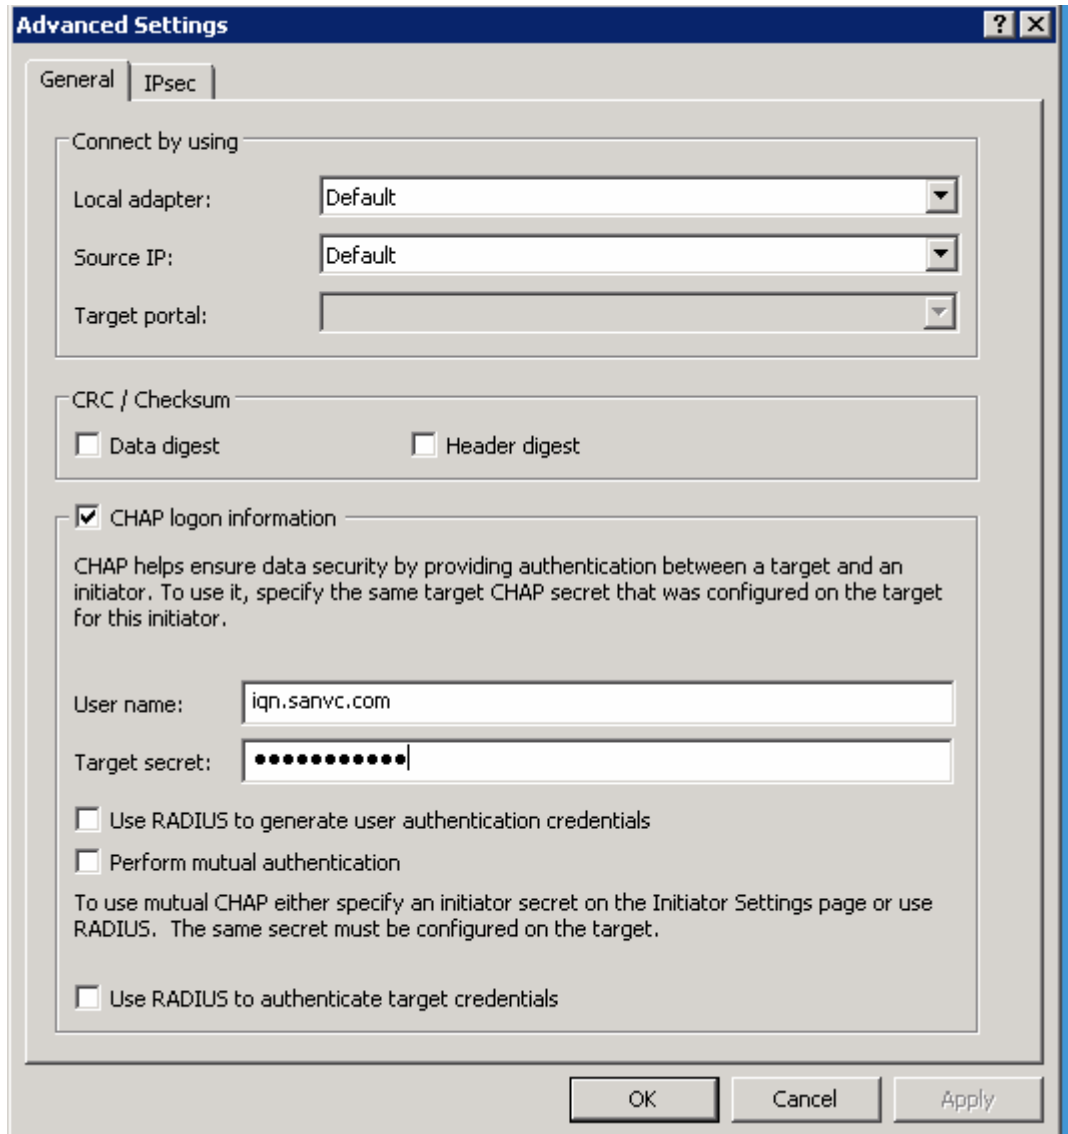 Advanced Settings
General
IPsec
Connect by using
Local adapter:
Default
Source IP:
Default
Target portal:
CRC / Checksum
Data digest
Header digest
CHAP logon information
CHAP helps ensure data security by providing authentication between a target and an
initiator. To use it, specify the same target CHAP secret that was configured on the target
for this initiator.
User name:
iqn.sanvc.com
Target secret:
●●●●●●●●●●●
Use RADIUS to generate user authentication credentials
Perform mutual authentication
To use mutual CHAP either specify an initiator secret on the Initiator Settings page or use
RADIUS. The same secret must be configured on the target.
Use RADIUS to authenticate target credentials
OK
Cancel
Apply